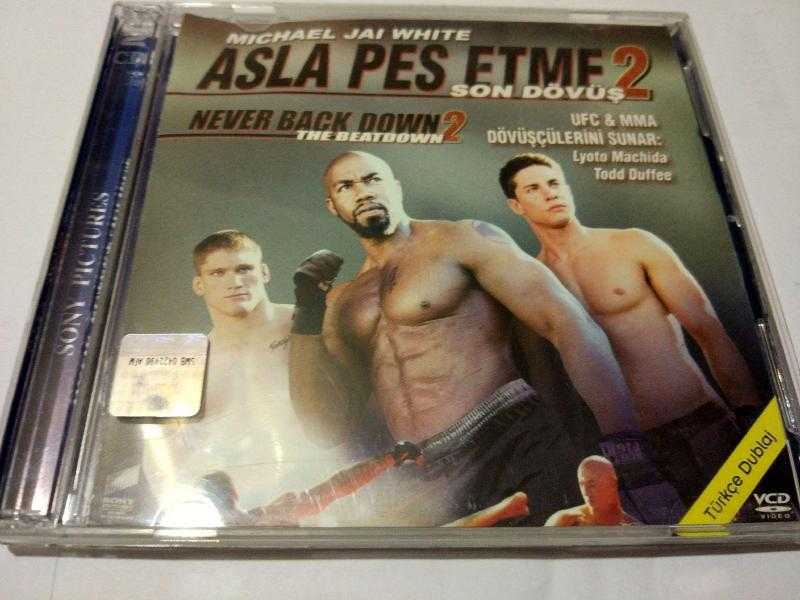 MICHAEL JAI WHITE
ASLA PES ETME 2
SON DÖVÜŞ
NEVER BACK DOWN 2
THE BEATDOWN
UFC & MMA
DÖVÜŞÇÜLERİNİ SUNAR:
Lyoto Machida
Todd Duffee
SONY PICTURES
Türkçe Dublaj
VCD
VIDEO